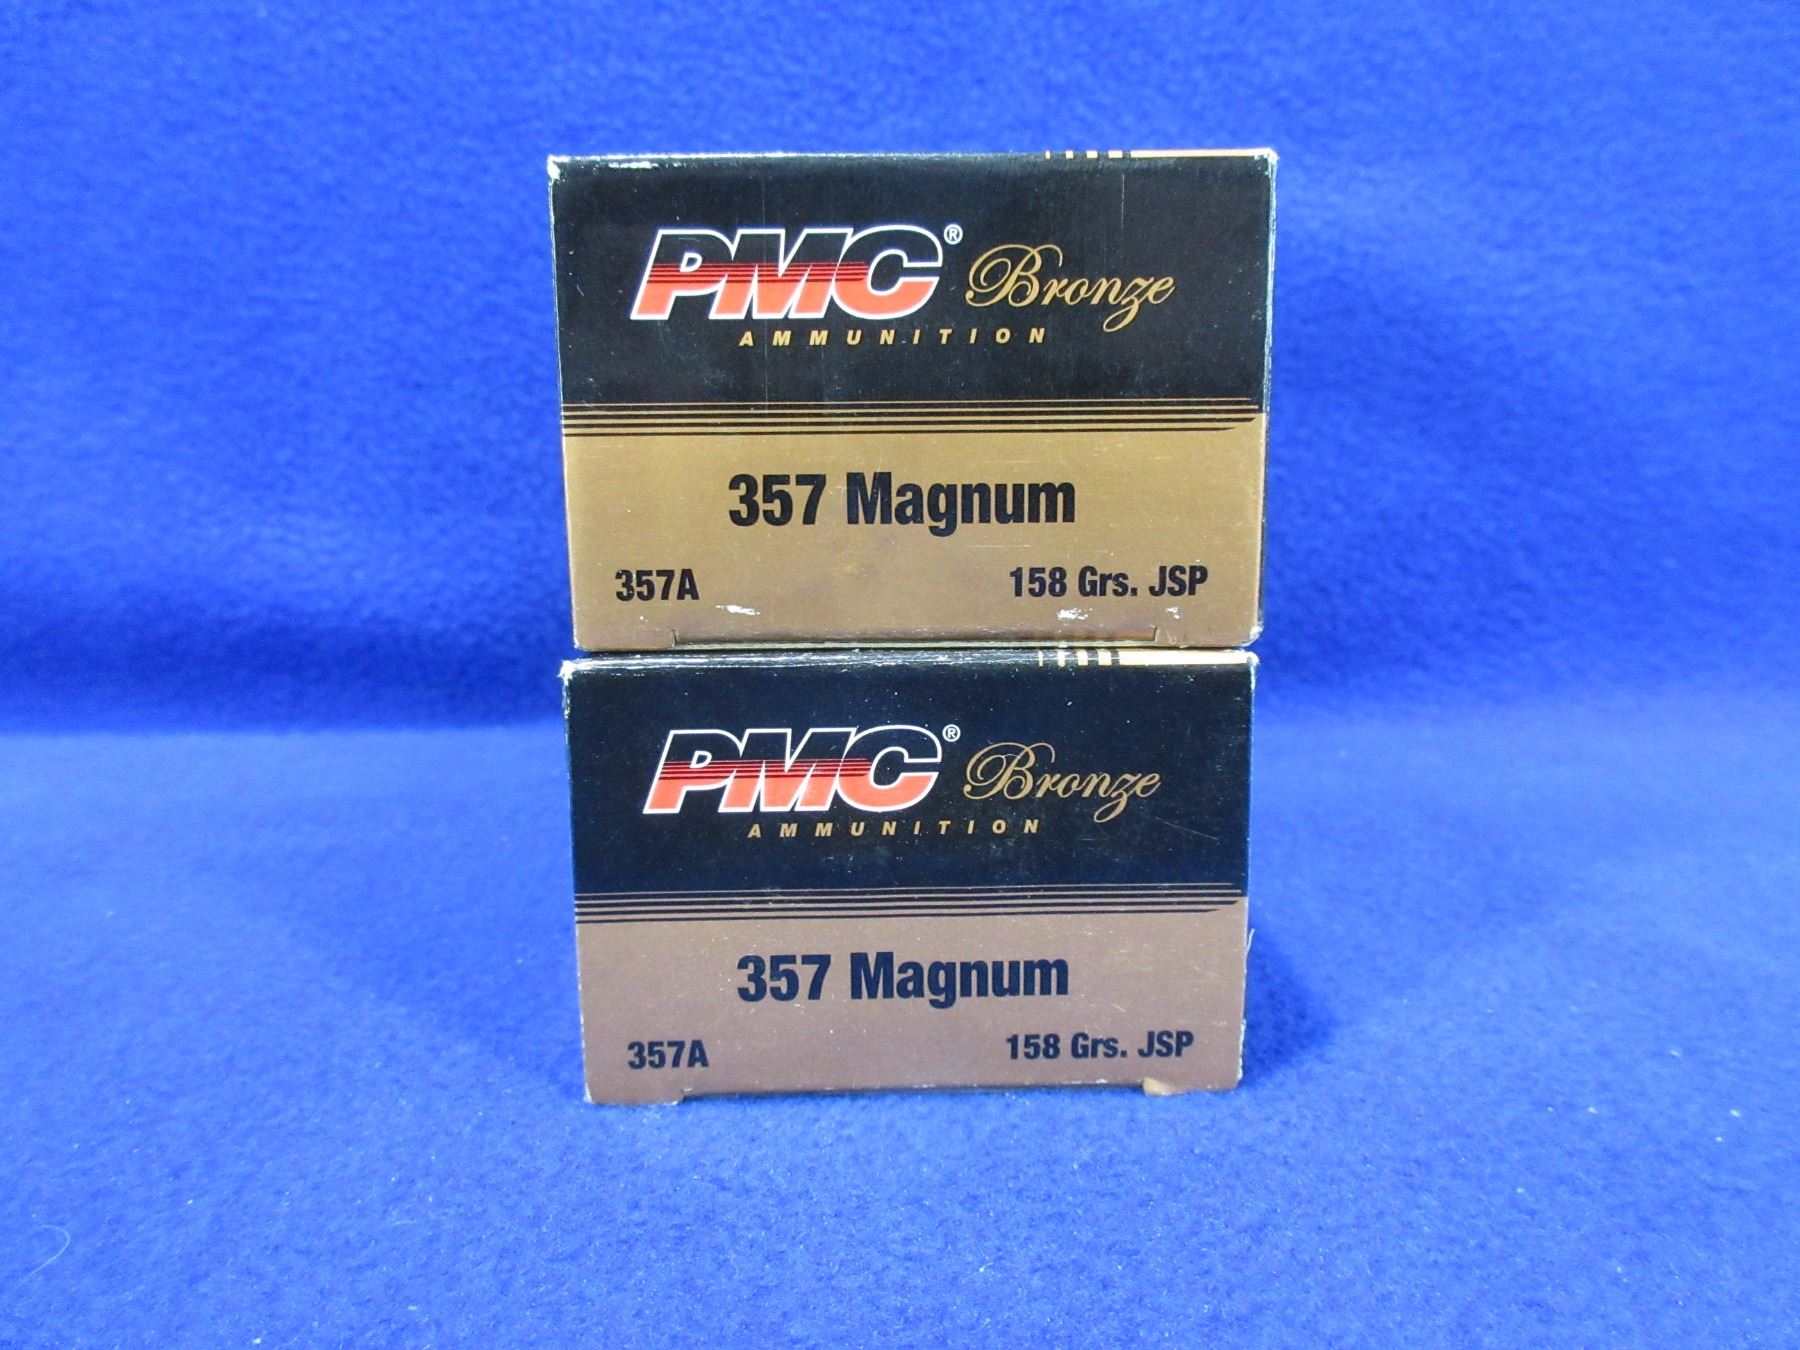 PMC® Bronze
AMMUNITION
357 Magnum
357A 158 Grs. JSP
PMC® Bronze
AMMUNITION
357 Magnum
357A 158 Grs. JSP